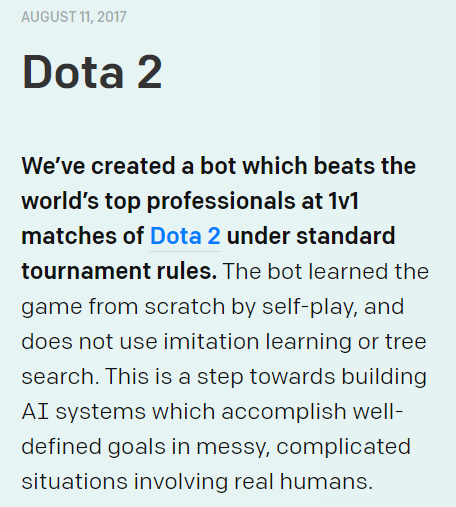 AUGUST 11, 2017
Dota 2
We’ve created a bot which beats the
world’s top professionals at 1v1
matches of Dota 2 under standard
tournament rules. The bot learned the
game from scratch by self-play, and
does not use imitation learning or tree
search. This is a step towards building
AI systems which accomplish well-
defined goals in messy, complicated
situations involving real humans.